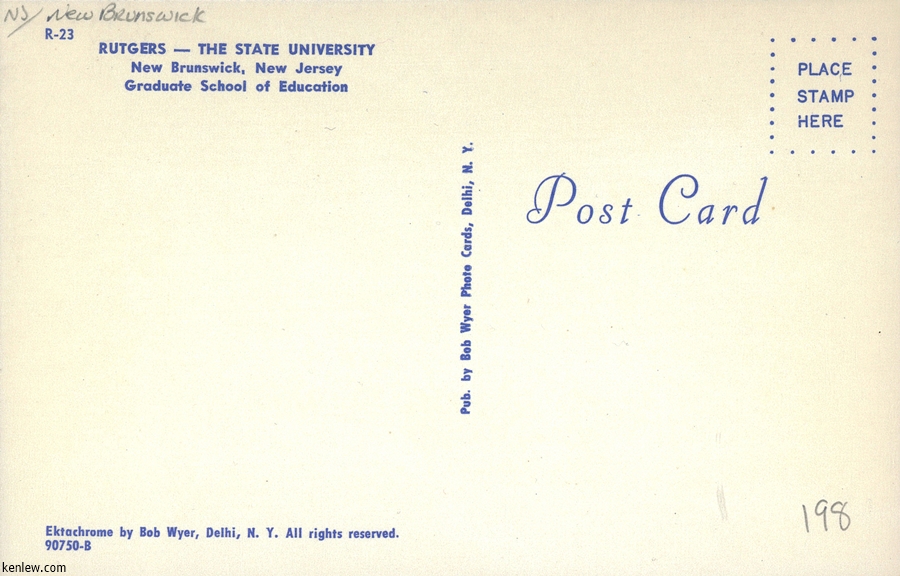 NJ/ New Brunswick
R-23
RUTGERS — THE STATE UNIVERSITY
New Brunswick, New Jersey
Graduate School of Education
PLACE
STAMP
HERE
Post Card
Pub. by Bob Wyer Photo Cards, Delhi, N. Y.
198
Ektachrome by Bob Wyer, Delhi, N. Y. All rights reserved.
90750-B
kenlew.com